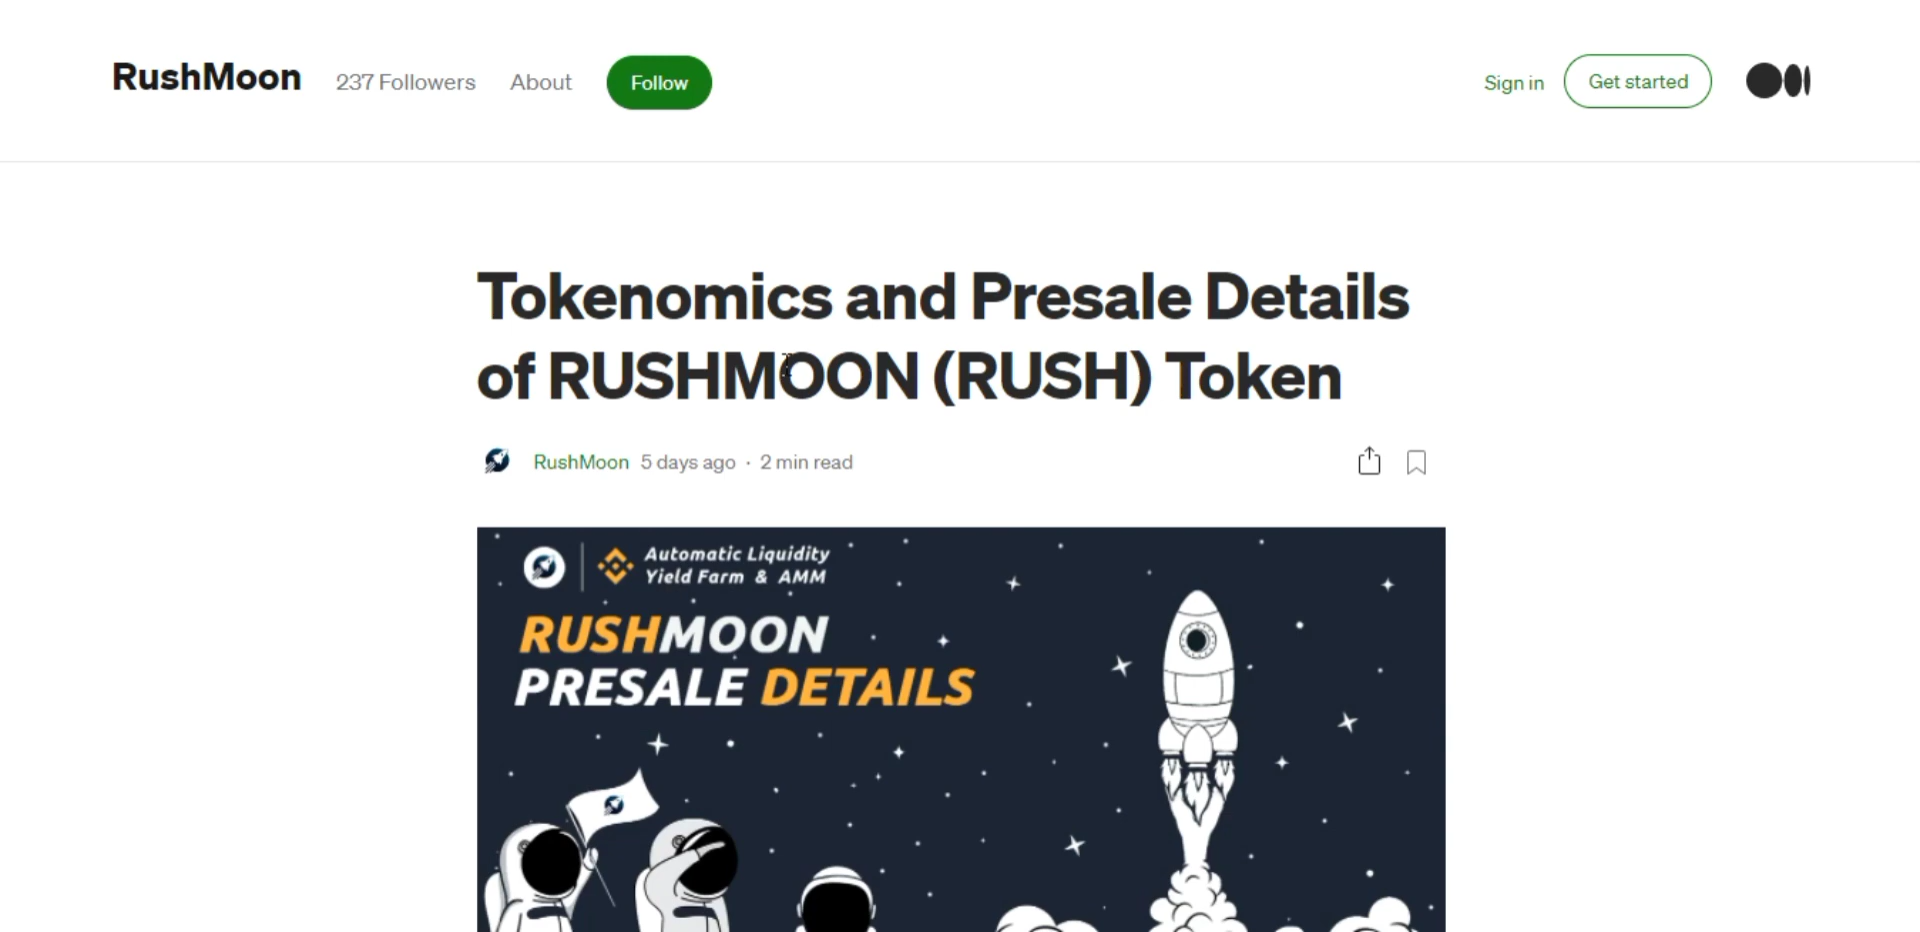 RushMoon 237 Followers About Follow Sign in Get started
Tokenomics and Presale Details
of RUSHMOON (RUSH) Token
RushMoon 5 days ago · 2 min read
Automatic Liquidity
Yield Farm & AMM
RUSHMOON
PRESALE DETAILS